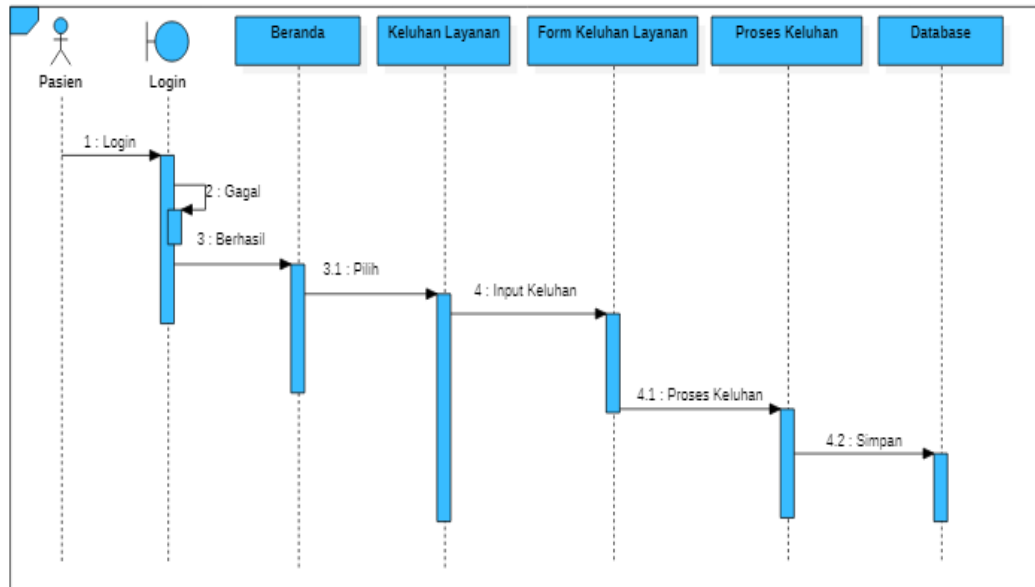 Beranda
Keluhan Layanan
Form Keluhan Layanan
Proses Keluhan
Database
Pasien
Login
1 : Login
2 : Gagal
3 : Berhasil
3.1 : Pilih
4 : Input Keluhan
4.1 : Proses Keluhan
4.2 : Simpan